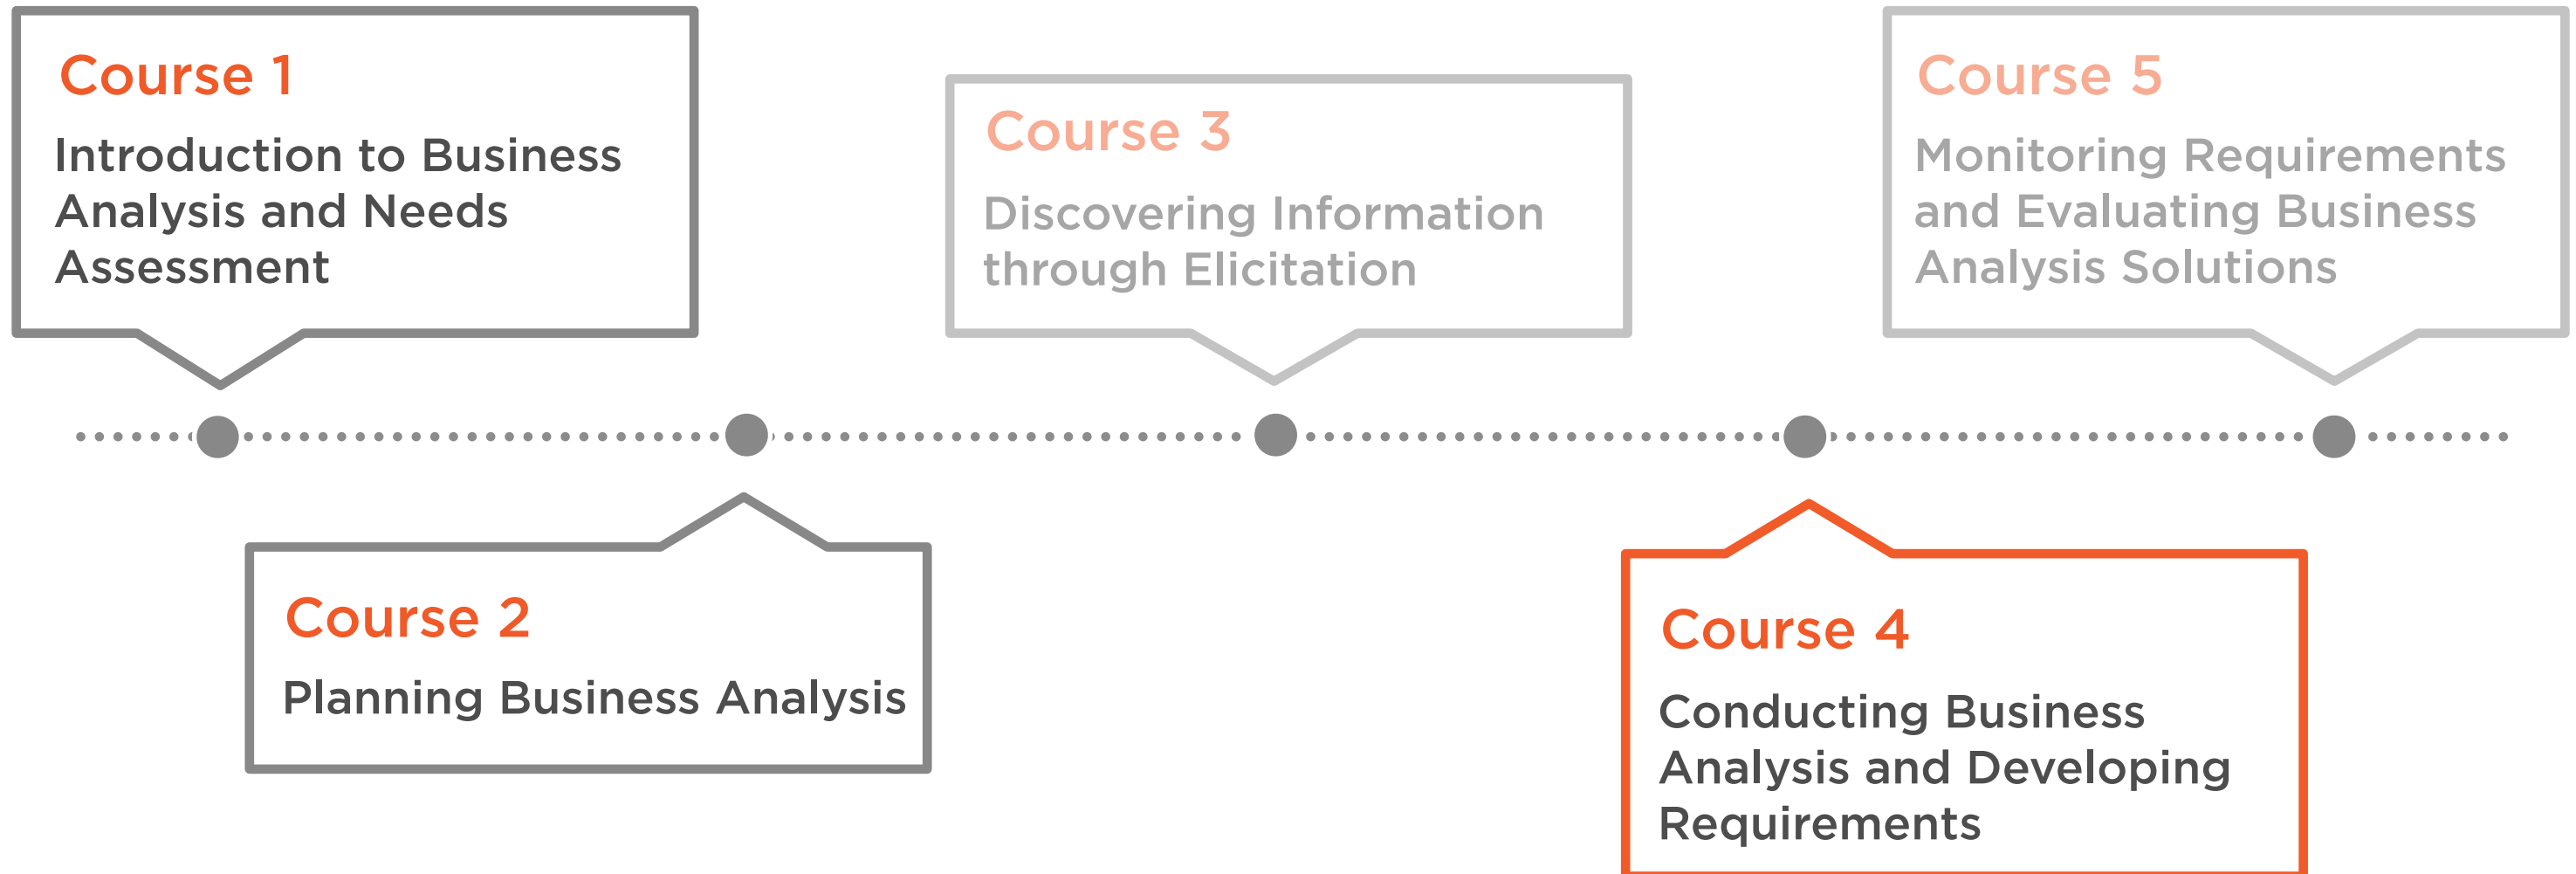 Course 1
Introduction to Business
Analysis and Needs
Assessment
Course 2
Planning Business Analysis
Course 3
Discovering Information
through Elicitation
Course 4
Conducting Business
Analysis and Developing
Requirements
Course 5
Monitoring Requirements
and Evaluating Business
Analysis Solutions